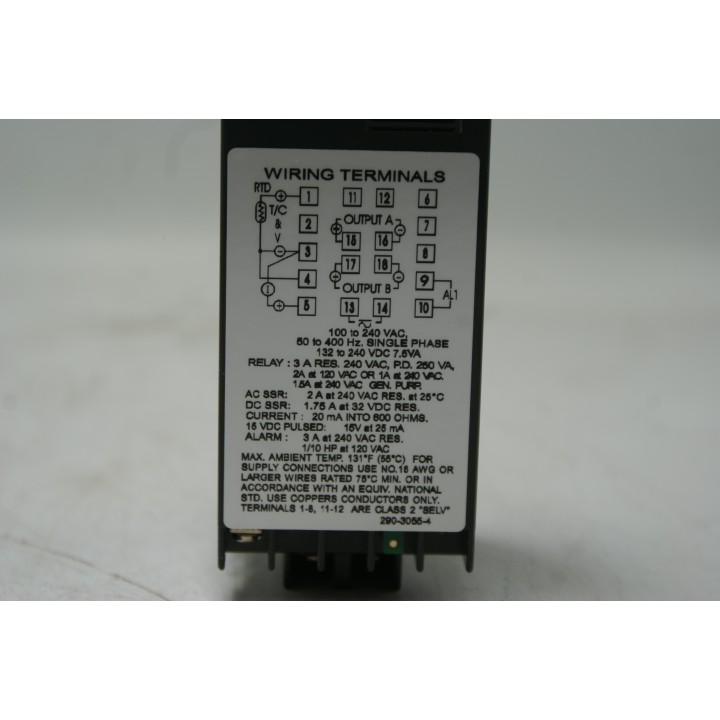 WIRING TERMINALS
RTD + 1 11 12 6
T/C 2 OUTPUT A 7
& + 15 16 -
V - 3 17 18 8
4 + - 9
OUTPUT B AL1
I + 5 13 14 10
100 to 240 VAC,
50 to 400 Hz. SINGLE PHASE
132 to 240 VDC 7.5VA
RELAY : 3 A RES. 240 VAC, P.D. 250 VA,
2A at 120 VAC OR 1A at 240 VAC.
1.5A at 240 VAC GEN. PURP.
AC SSR: 2 A at 240 VAC RES. at 25°C
DC SSR: 1.75 A at 32 VDC RES.
CURRENT : 20 mA INTO 600 OHMS.
15 VDC PULSED: 15V at 25 mA
ALARM : 3 A at 240 VAC RES.
1/10 HP at 120 VAC
MAX. AMBIENT TEMP. 131°F (55°C) FOR
SUPPLY CONNECTIONS USE NO.16 AWG OR
LARGER WIRES RATED 75°C MIN. OR IN
ACCORDANCE WITH AN EQUIV. NATIONAL
STD. USE COPPERS CONDUCTORS ONLY.
TERMINALS 1-5, 11-12 ARE CLASS 2 "SELV"
290-3055-4